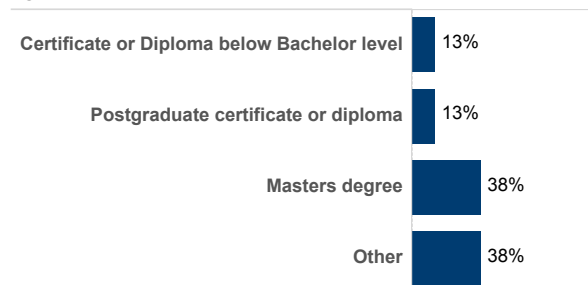 Certificate or Diploma below Bachelor level 13%
Postgraduate certificate or diploma 13%
Masters degree 38%
Other 38%